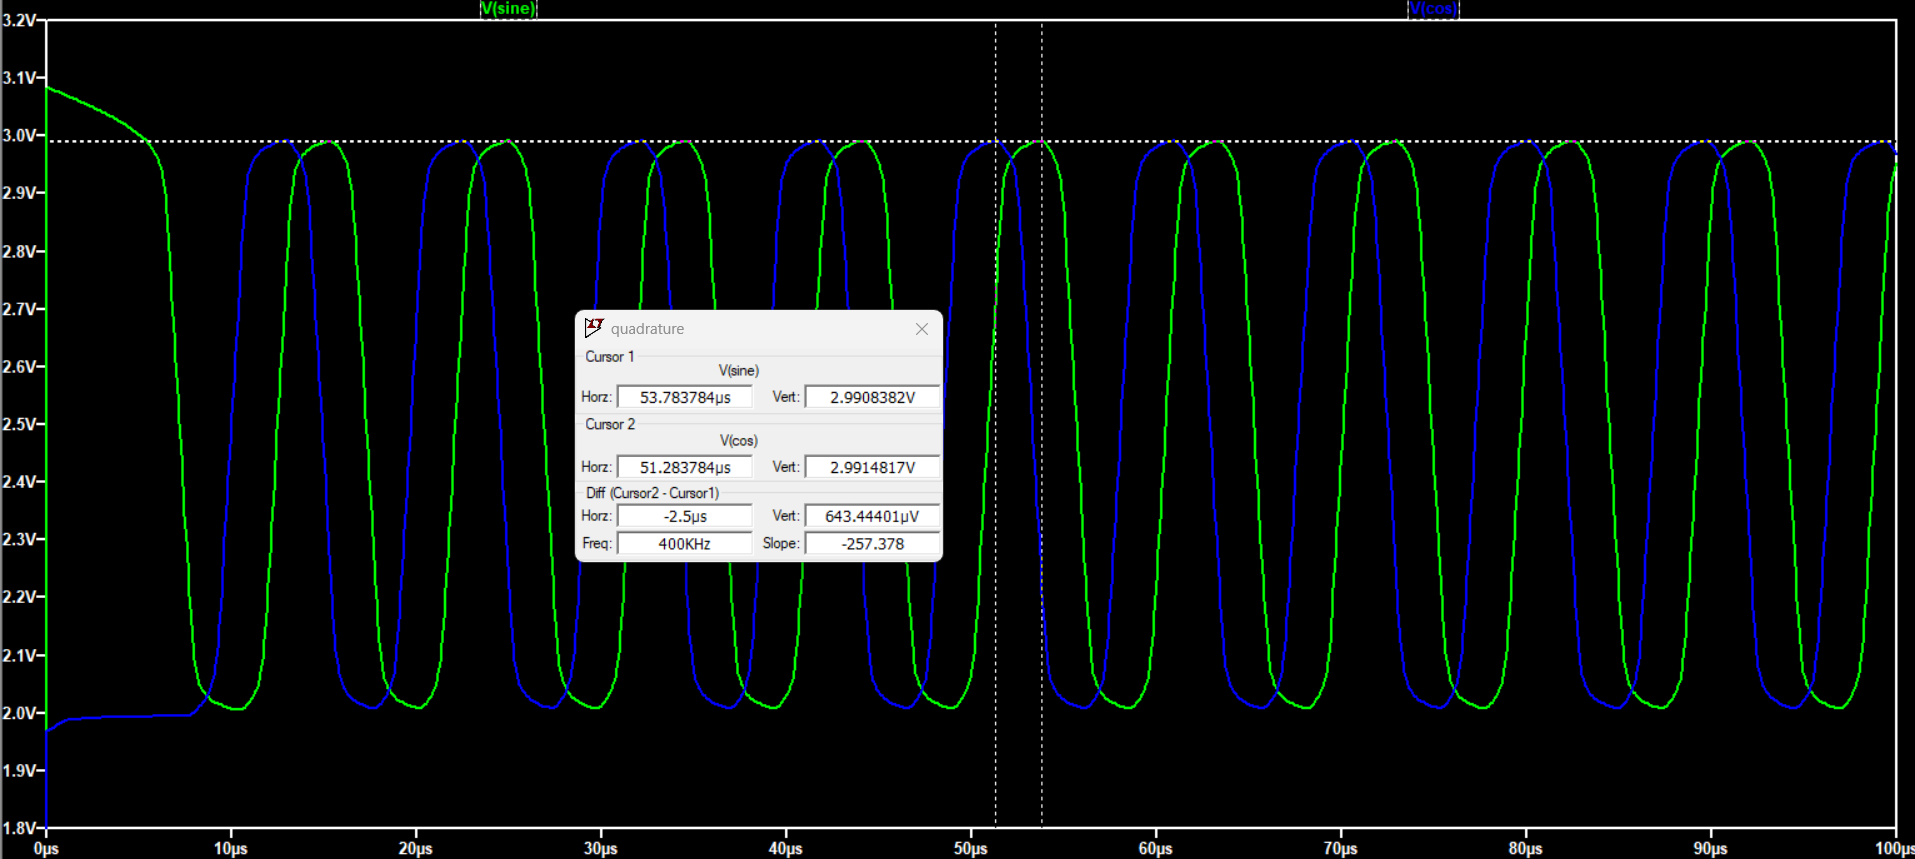 V(sine) V(cos)
3.2V
3.1V
3.0V
2.9V
2.8V
2.7V
2.6V
2.5V
2.4V
2.3V
2.2V
2.1V
2.0V
1.9V
1.8V
quadrature
Cursor 1
V(sine)
Horz: 53.783784µs Vert: 2.9908382V
Cursor 2
V(cos)
Horz: 51.283784µs Vert: 2.9914817V
Diff (Cursor2 - Cursor1)
Horz: -2.5µs Vert: 643.44401µV
Freq: 400KHz Slope: -257.378
0µs 10µs 20µs 30µs 40µs 50µs 60µs 70µs 80µs 90µs 100µs